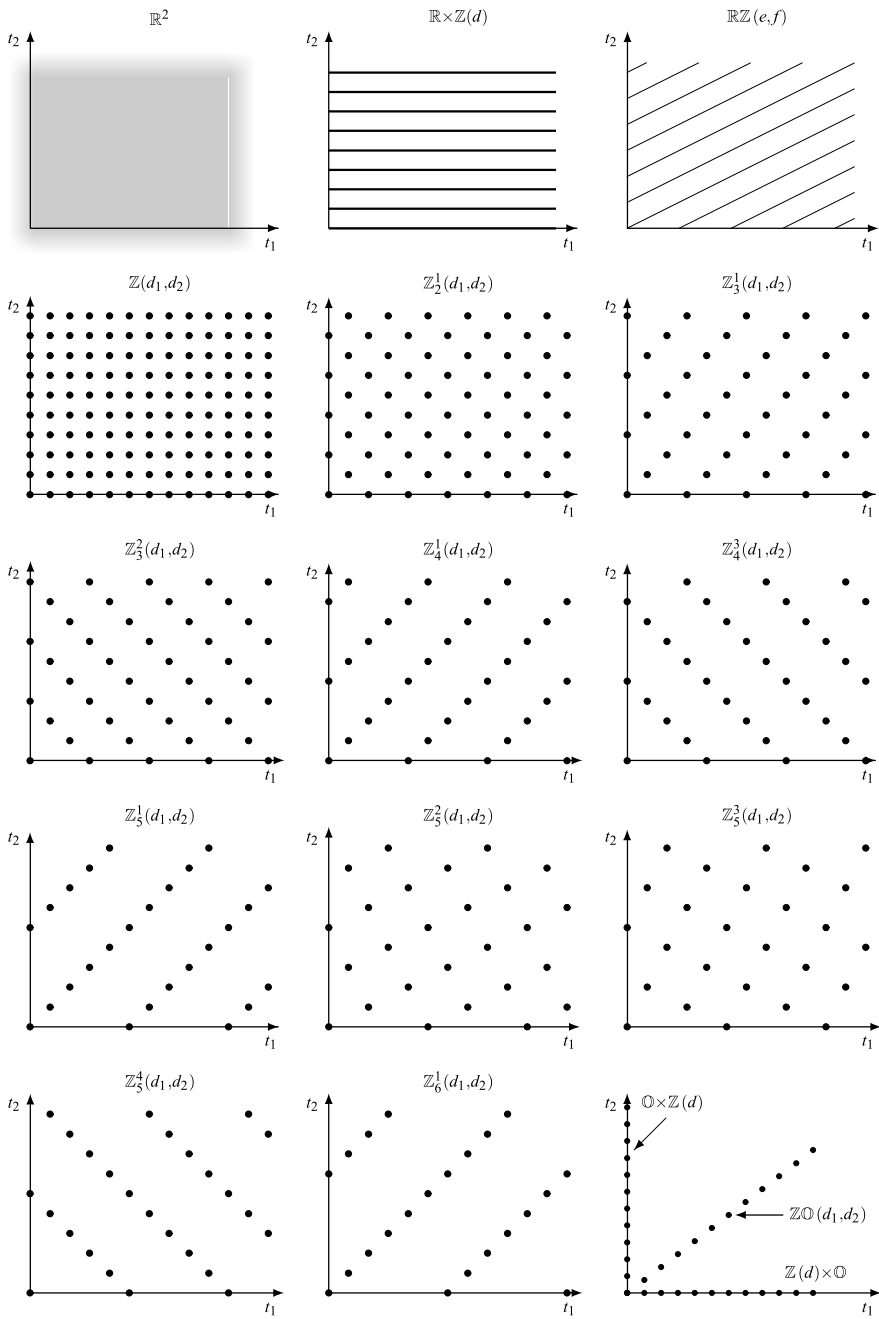 ℝ² ℝ×ℤ(d) ℝℤ(e,f)
t₂ t₂ t₂
t₁ t₁ t₁
ℤ(d₁,d₂) ℤ₂¹(d₁,d₂) ℤ₃¹(d₁,d₂)
t₂ t₂ t₂
t₁ t₁ t₁
ℤ₃²(d₁,d₂) ℤ₄¹(d₁,d₂) ℤ₄³(d₁,d₂)
t₂ t₂ t₂
t₁ t₁ t₁
ℤ₅¹(d₁,d₂) ℤ₅²(d₁,d₂) ℤ₅³(d₁,d₂)
t₂ t₂ t₂
t₁ t₁ t₁
ℤ₅⁴(d₁,d₂) ℤ₆¹(d₁,d₂)
t₂ t₂ t₂ 𝕆×ℤ(d)
ℤ𝕆(d₁,d₂)
ℤ(d)×𝕆
t₁ t₁ t₁